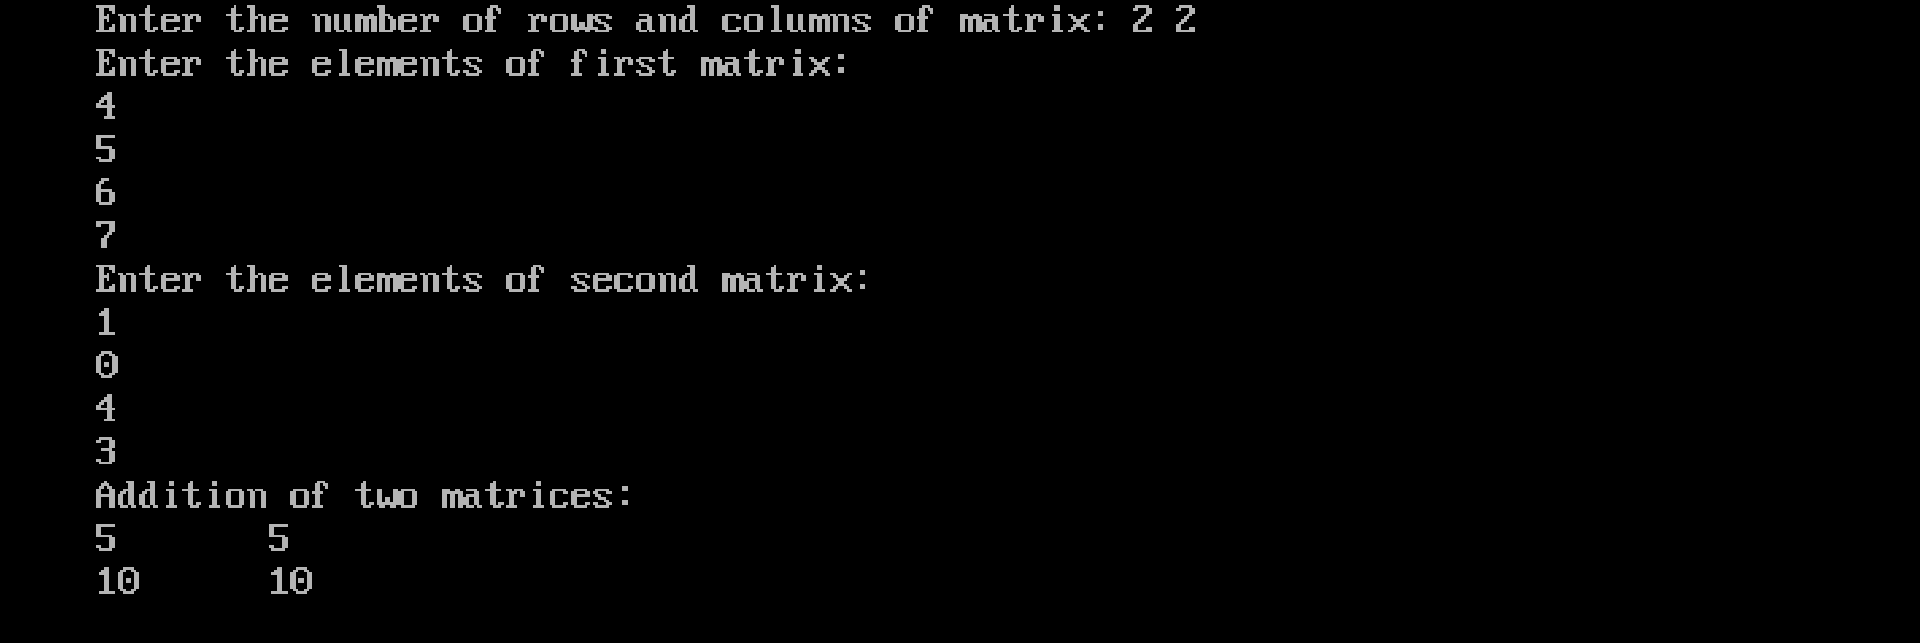 Enter the number of rows and columns of matrix: 2 2
Enter the elements of first matrix:
4
5
6
7
Enter the elements of second matrix:
1
0
4
3
Addition of two matrices:
5 5
10 10